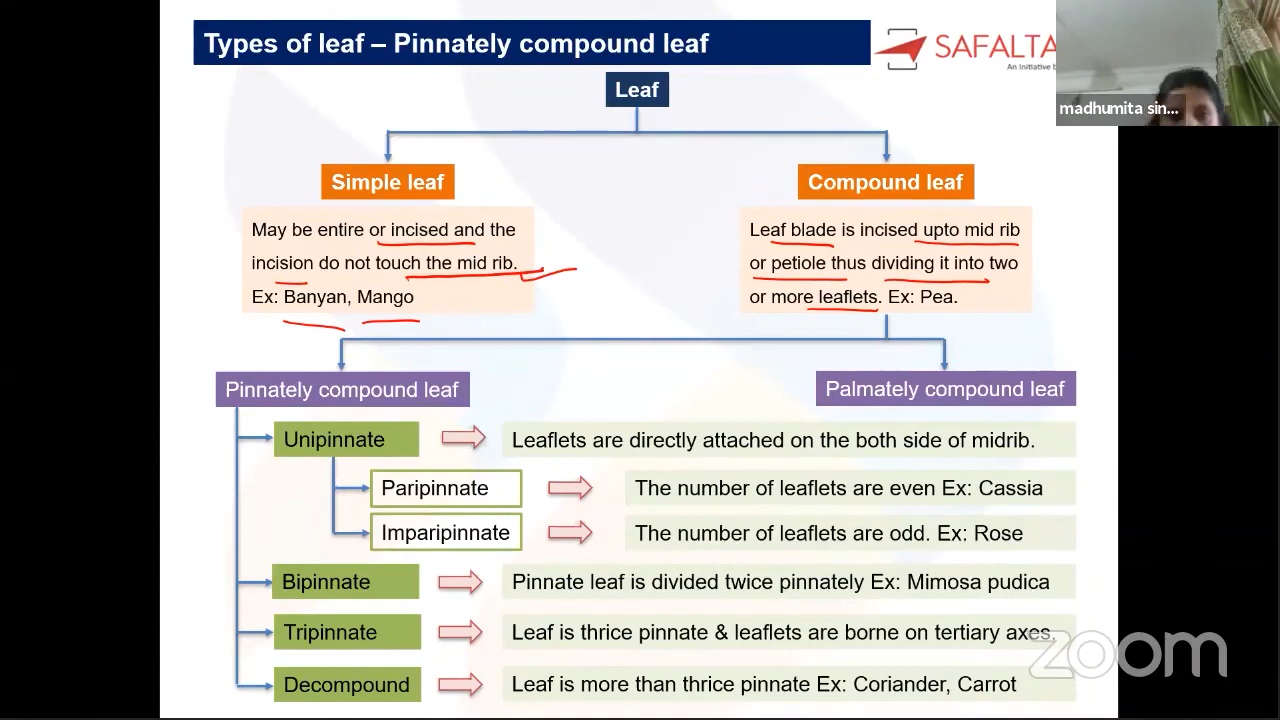 Types of leaf – Pinnately compound leaf
SAFALTA
An Initiative b
madhumita sin...
Leaf
Simple leaf
Compound leaf
May be entire or incised and the
incision do not touch the mid rib.
Ex: Banyan, Mango
Leaf blade is incised upto mid rib
or petiole thus dividing it into two
or more leaflets. Ex: Pea.
Pinnately compound leaf
Palmately compound leaf
Unipinnate
Leaflets are directly attached on the both side of midrib.
Paripinnate
The number of leaflets are even Ex: Cassia
Imparipinnate
The number of leaflets are odd. Ex: Rose
Bipinnate
Pinnate leaf is divided twice pinnately Ex: Mimosa pudica
Tripinnate
Leaf is thrice pinnate & leaflets are borne on tertiary axes.
zoom
Decompound
Leaf is more than thrice pinnate Ex: Coriander, Carrot